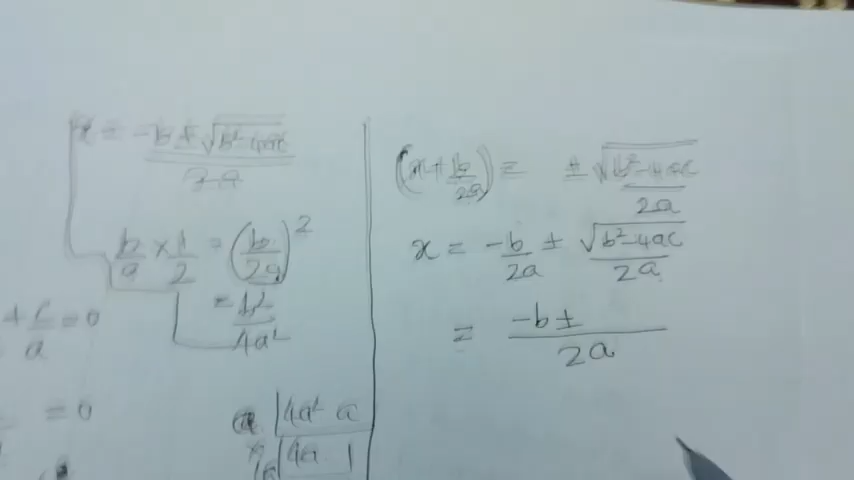 x = -b ± √b²-4ac / 2a
b/a × 1/2 = (b/2a)²
= b²/4a²
+ c/a = 0
= 0
4a² a
4a 1
(x + b/2a) = ± √b²-4ac / 2a
x = -b/2a ± √b²-4ac / 2a
= -b ± / 2a